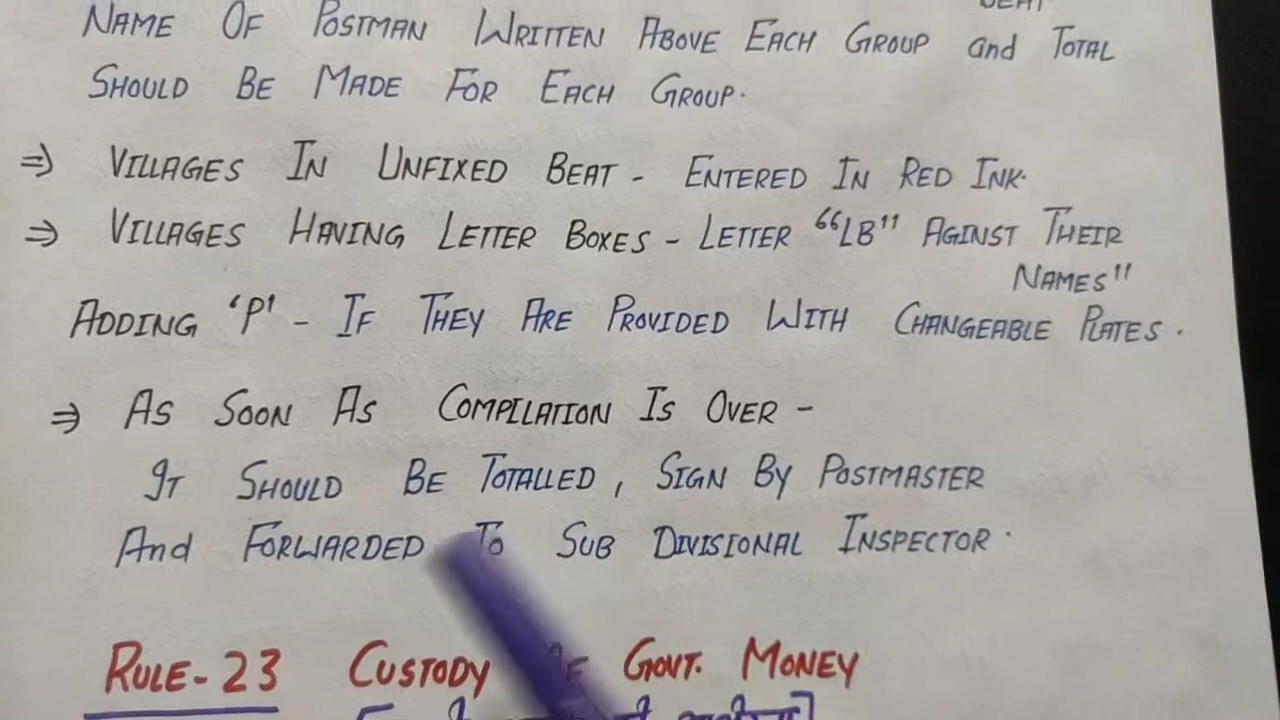 Name Of Postman Written Above Each Group and Total
Should Be Made For Each Group.
⇒ Villages In Unfixed Beat - Entered In Red Ink.
⇒ Villages Having Letter Boxes - Letter "LB" Aginst Their
Names"
Adding 'P' - If They Are Provided With Changeable Plates.
⇒ As Soon As Compilation Is Over -
It Should Be Totalled, Sign By Postmaster
And Forwarded To Sub Divisional Inspector.
Rule-23 Custody Govt. Money